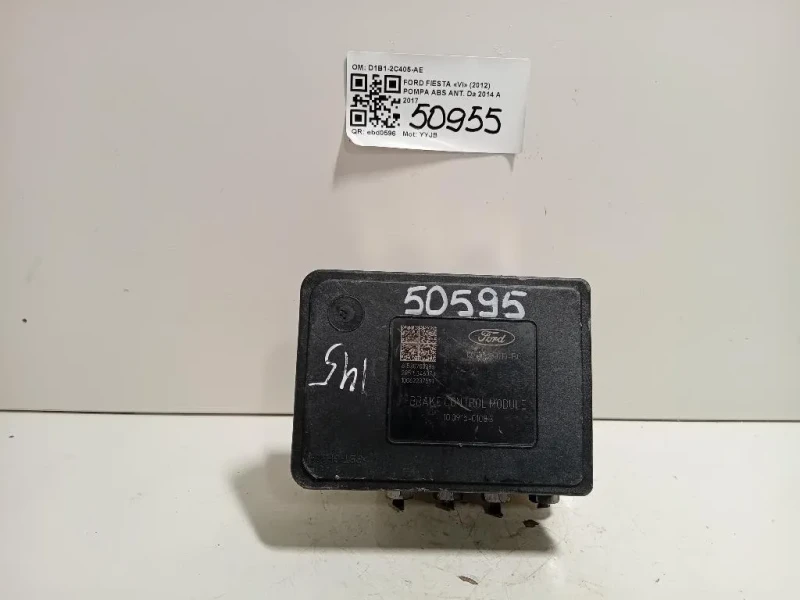 OM: D1B1-2C405-AE
FORD FIESTA «VI» (2012)
POMPA ABS ANT. Da 2014 A
2017
50955
QR: ebd0596 Mot: YYJB
50595
Ford
145
BRAKE CONTROL MODULE